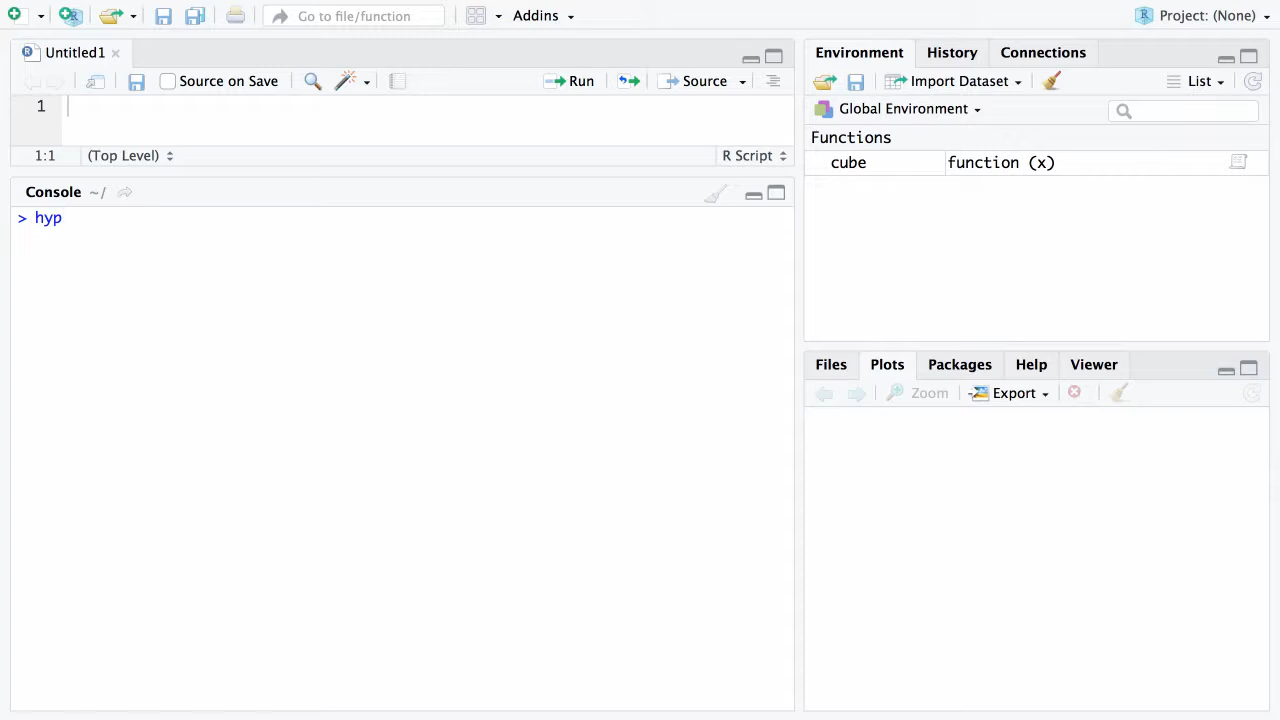 Go to file/function
Addins
Project: (None)
Untitled1
Source on Save
Run
Source
1
1:1
(Top Level)
R Script
Console ~/
> hyp
Environment
History
Connections
Import Dataset
List
Global Environment
Functions
cube
function (x)
Files
Plots
Packages
Help
Viewer
Zoom
Export